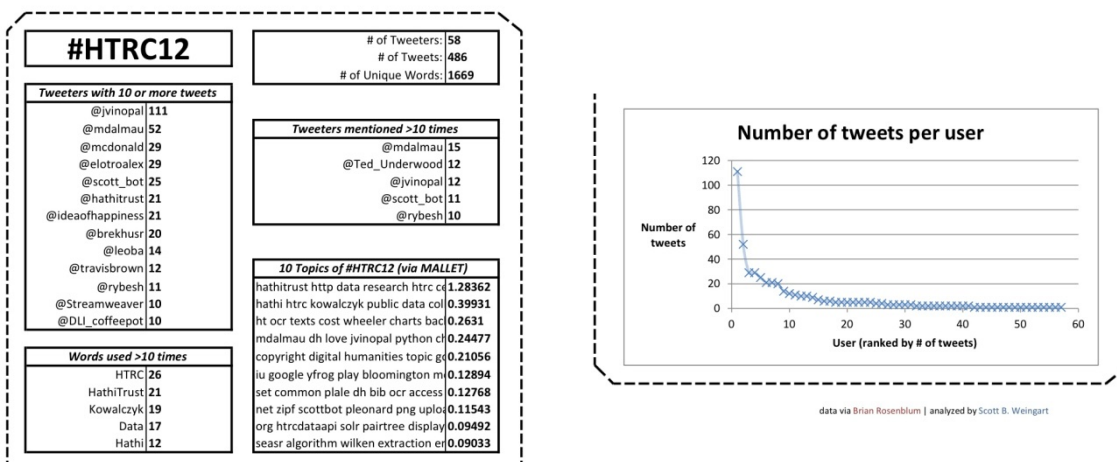 #HTRC12
# of Tweeters: 58
# of Tweets: 486
# of Unique Words: 1669
Tweeters with 10 or more tweets
@jvinopal 111
@mdalmau 52
@mcdonald 29
@elotroalex 29
@scott_bot 25
@hathitrust 21
@ideaofhappiness 21
@brekhusr 20
@leoba 14
@travisbrown 12
@rybesh 11
@Streamweaver 10
@DLI_coffeepot 10
Words used >10 times
HTRC 26
HathiTrust 21
Kowalczyk 19
Data 17
Hathi 12
Tweeters mentioned >10 times
@mdalmau 15
@Ted_Underwood 12
@jvinopal 12
@scott_bot 11
@rybesh 10
10 Topics of #HTRC12 (via MALLET)
hathitrust http data research htrc ce 1.28362
hathi htrc kowalczyk public data col 0.39931
ht ocr texts cost wheeler charts bac 0.2631
mdalmau dh love jvinopal python ch 0.24477
copyright digital humanities topic go 0.21056
iu google yfrog play bloomington m 0.12894
set common plale dh bib ocr access 0.12768
net zipf scottbot pleonard png uploa 0.11543
org htrcdataapi solr pairtree display 0.09492
seasr algorithm wilken extraction er 0.09033
Number of tweets per user
Number of
tweets
120
100
80
60
40
20
0
0 10 20 30 40 50 60
User (ranked by # of tweets)
data via Brian Rosenblum | analyzed by Scott B. Weingart